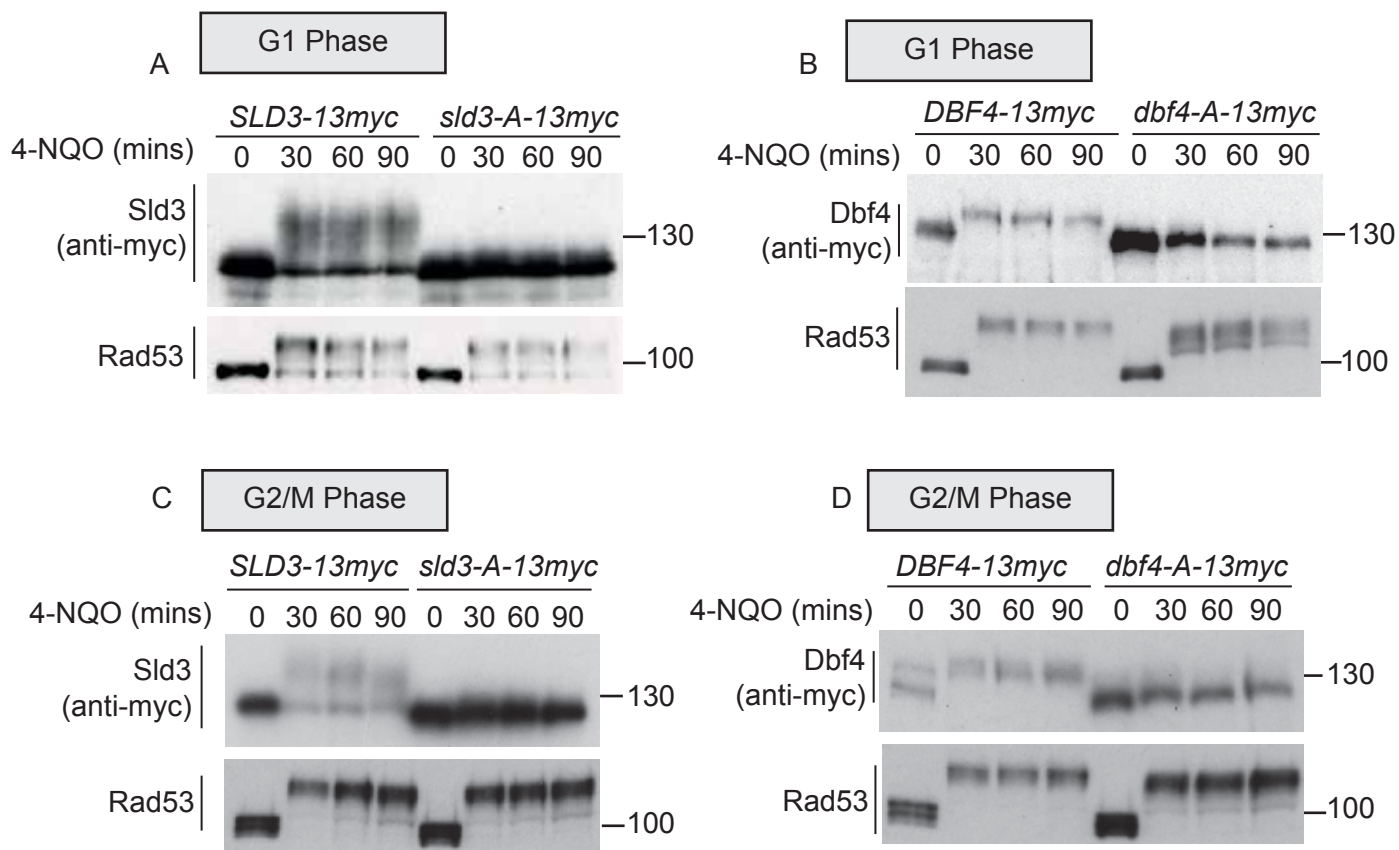 A
G1 Phase
SLD3-13myc sld3-A-13myc
4-NQO (mins) 0 30 60 90 0 30 60 90
Sld3
(anti-myc)
–130
Rad53
–100
B
G1 Phase
DBF4-13myc dbf4-A-13myc
4-NQO (mins) 0 30 60 90 0 30 60 90
Dbf4
(anti-myc)
–130
Rad53
–100
C
G2/M Phase
SLD3-13myc sld3-A-13myc
4-NQO (mins) 0 30 60 90 0 30 60 90
Sld3
(anti-myc)
–130
Rad53
–100
D
G2/M Phase
DBF4-13myc dbf4-A-13myc
4-NQO (mins) 0 30 60 90 0 30 60 90
Dbf4
(anti-myc)
–130
Rad53
–100